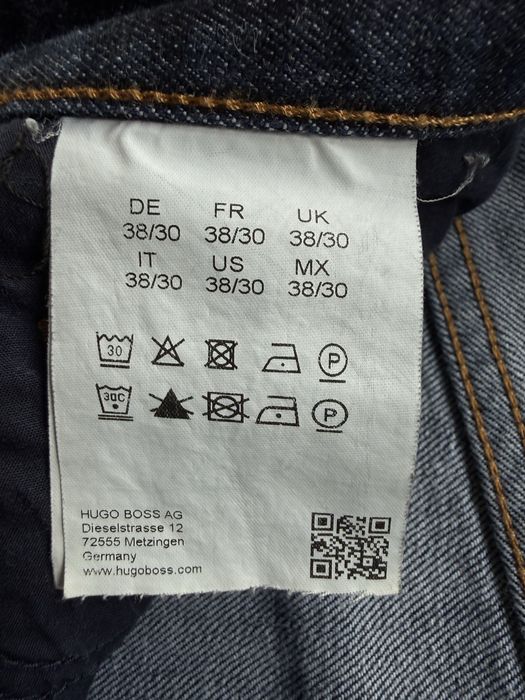 DE FR UK
38/30 38/30 38/30
IT US MX
38/30 38/30 38/30
30 P
30C P
HUGO BOSS AG
Dieselstrasse 12
72555 Metzingen
Germany
www.hugoboss.com